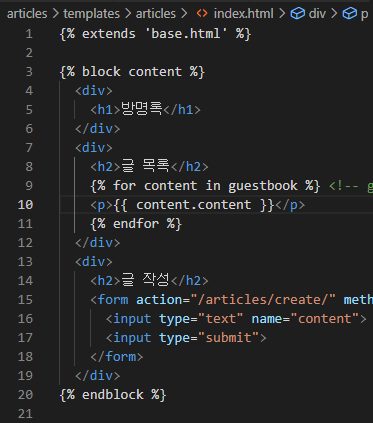 articles > templates > articles > <> index.html > div > p
1 {% extends 'base.html' %}
2
3 {% block content %}
4 <div>
5 <h1>방명록</h1>
6 </div>
7 <div>
8 <h2>글 목록</h2>
9 {% for content in guestbook %} <!-- g
10 <p>{{ content.content }}</p>
11 {% endfor %}
12 </div>
13 <div>
14 <h2>글 작성</h2>
15 <form action="/articles/create/" meth
16 <input type="text" name="content">
17 <input type="submit">
18 </form>
19 </div>
20 {% endblock %}
21